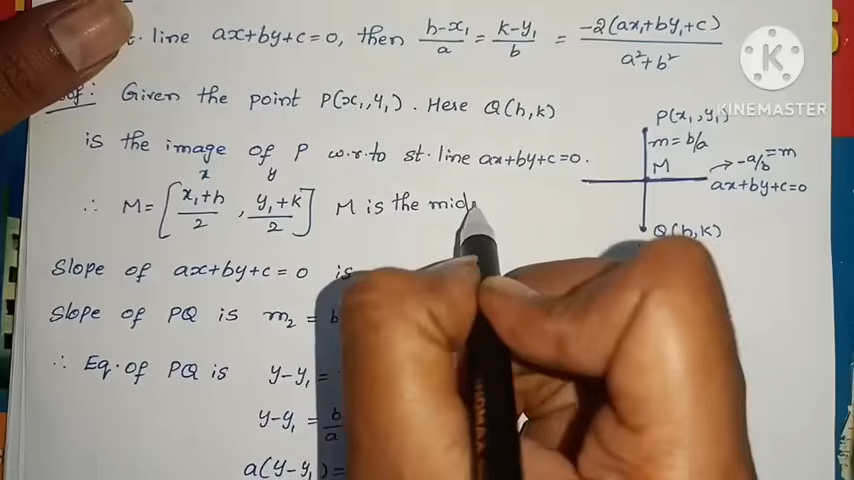 t. line ax+by+c=0, then (h-x₁)/a = (k-y₁)/b = -2(ax₁+by₁+c)/(a²+b²)
Given the point P(x₁,y₁). Here Q(h,k)
is the image of P w.r.to st. line ax+by+c=0.
x y
∴ M= [(x₁+h)/2, (y₁+k)/2] M is the mid
Slope of ax+by+c=0 is
Slope of PQ is m₂ = b
∴ Eq. of PQ is y-y₁ =
y-y₁ = b/a
a(y-y₁) =
K
KINEMASTER
P(x₁,y₁)
m=b/a
M
-a/b=m
ax+by+c=0
Q(h,k)